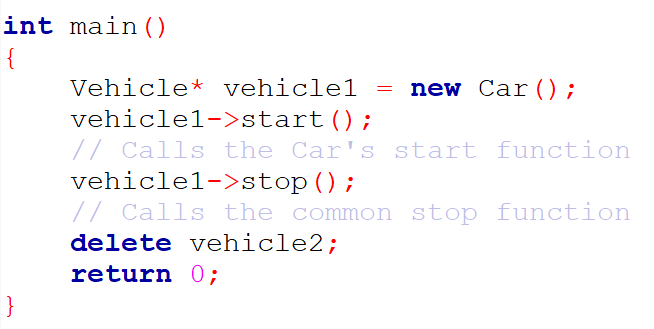 int main()
{
    Vehicle* vehicle1 = new Car();
    vehicle1->start();
    // Calls the Car's start function
    vehicle1->stop();
    // Calls the common stop function
    delete vehicle2;
    return 0;
}